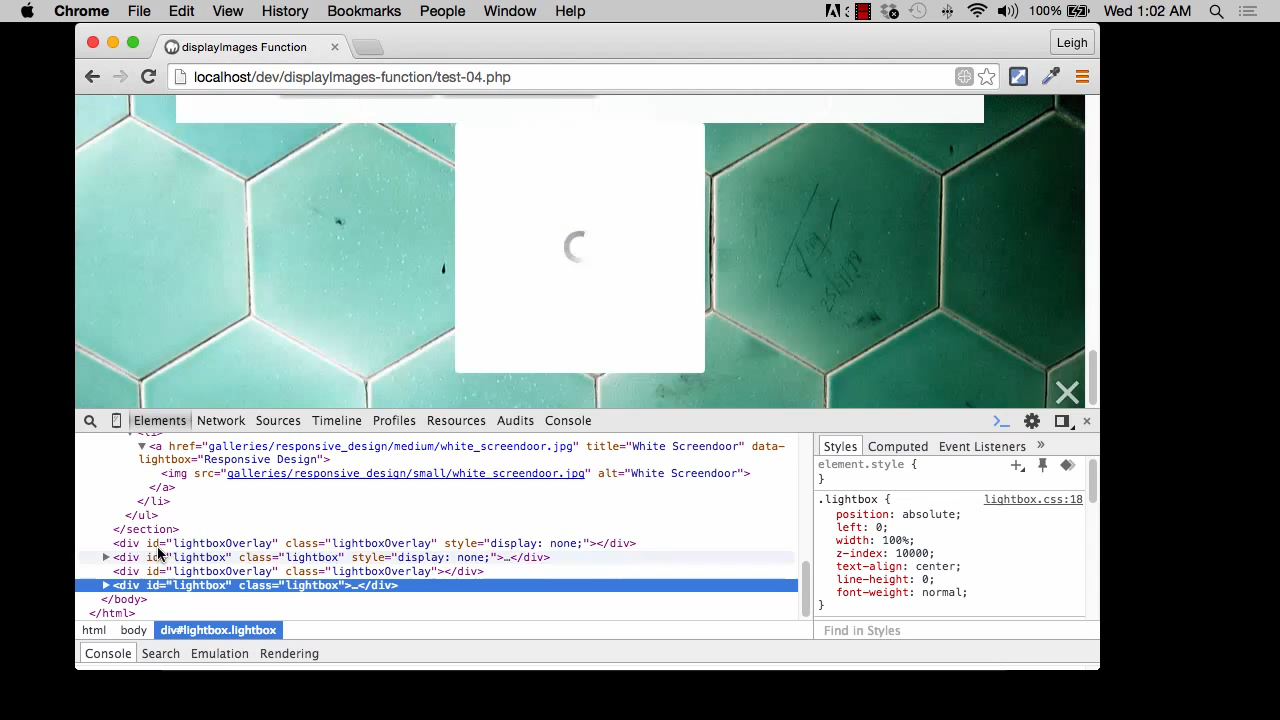 Chrome File Edit View History Bookmarks People Window Help 100% Wed 1:02 AM
displayImages Function Leigh
localhost/dev/displayImages-function/test-04.php
Elements Network Sources Timeline Profiles Resources Audits Console
<li>
▼<a href="galleries/responsive_design/medium/white_screendoor.jpg" title="White Screendoor" data-
lightbox="Responsive Design">
<img src="galleries/responsive_design/small/white_screendoor.jpg" alt="White Screendoor">
</a>
</li>
</ul>
</section>
<div id="lightboxOverlay" class="lightboxOverlay" style="display: none;"></div>
▶<div id="lightbox" class="lightbox" style="display: none;">…</div>
<div id="lightboxOverlay" class="lightboxOverlay"></div>
▶<div id="lightbox" class="lightbox">…</div>
</body>
</html>
html body div#lightbox.lightbox
Styles Computed Event Listeners »
element.style {
}
.lightbox { lightbox.css:18
position: absolute;
left: 0;
width: 100%;
z-index: 10000;
text-align: center;
line-height: 0;
font-weight: normal;
}
Find in Styles
Console Search Emulation Rendering